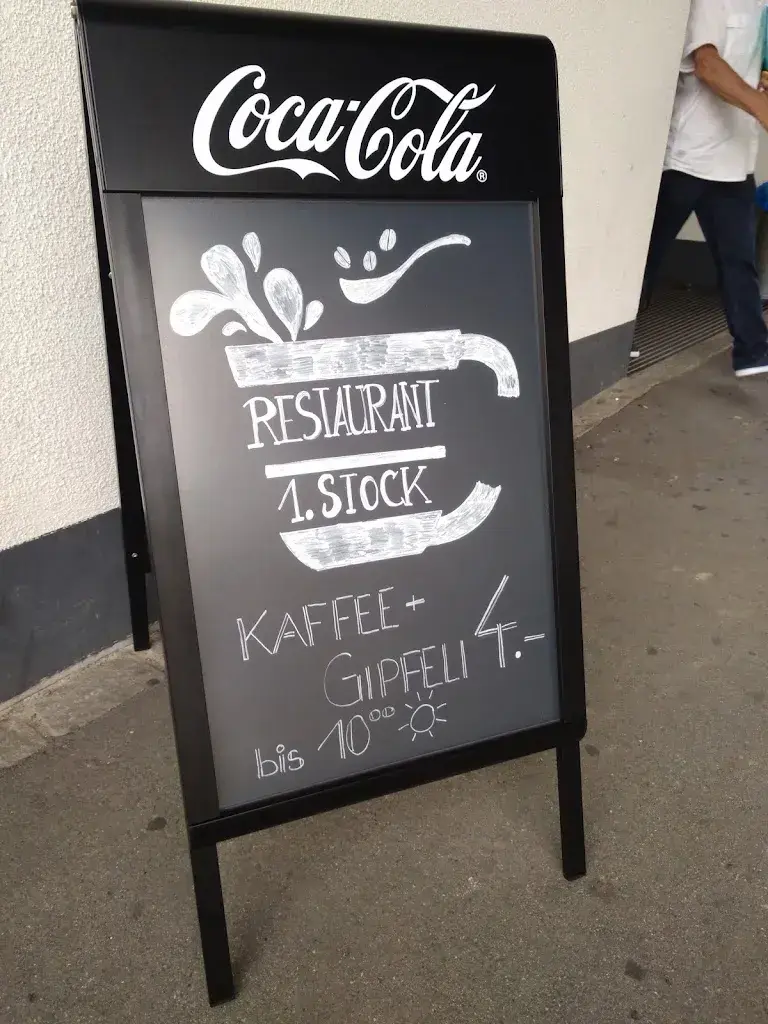 Coca-Cola®
RESTAURANT
1. STOCK
KAFFEE +
GIPFELI 4.-
bis 10⁰⁰